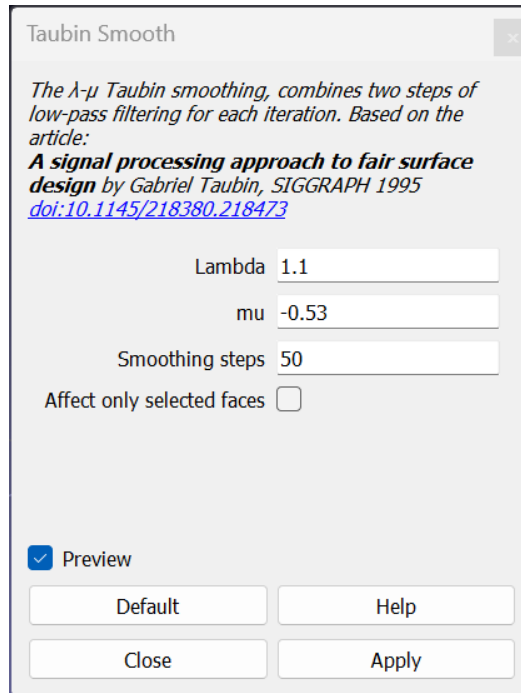 Taubin Smooth
The λ-μ Taubin smoothing, combines two steps of
low-pass filtering for each iteration. Based on the
article:
A signal processing approach to fair surface
design by Gabriel Taubin, SIGGRAPH 1995
doi:10.1145/218380.218473
Lambda 1.1
mu -0.53
Smoothing steps 50
Affect only selected faces
Preview
Default Help
Close Apply